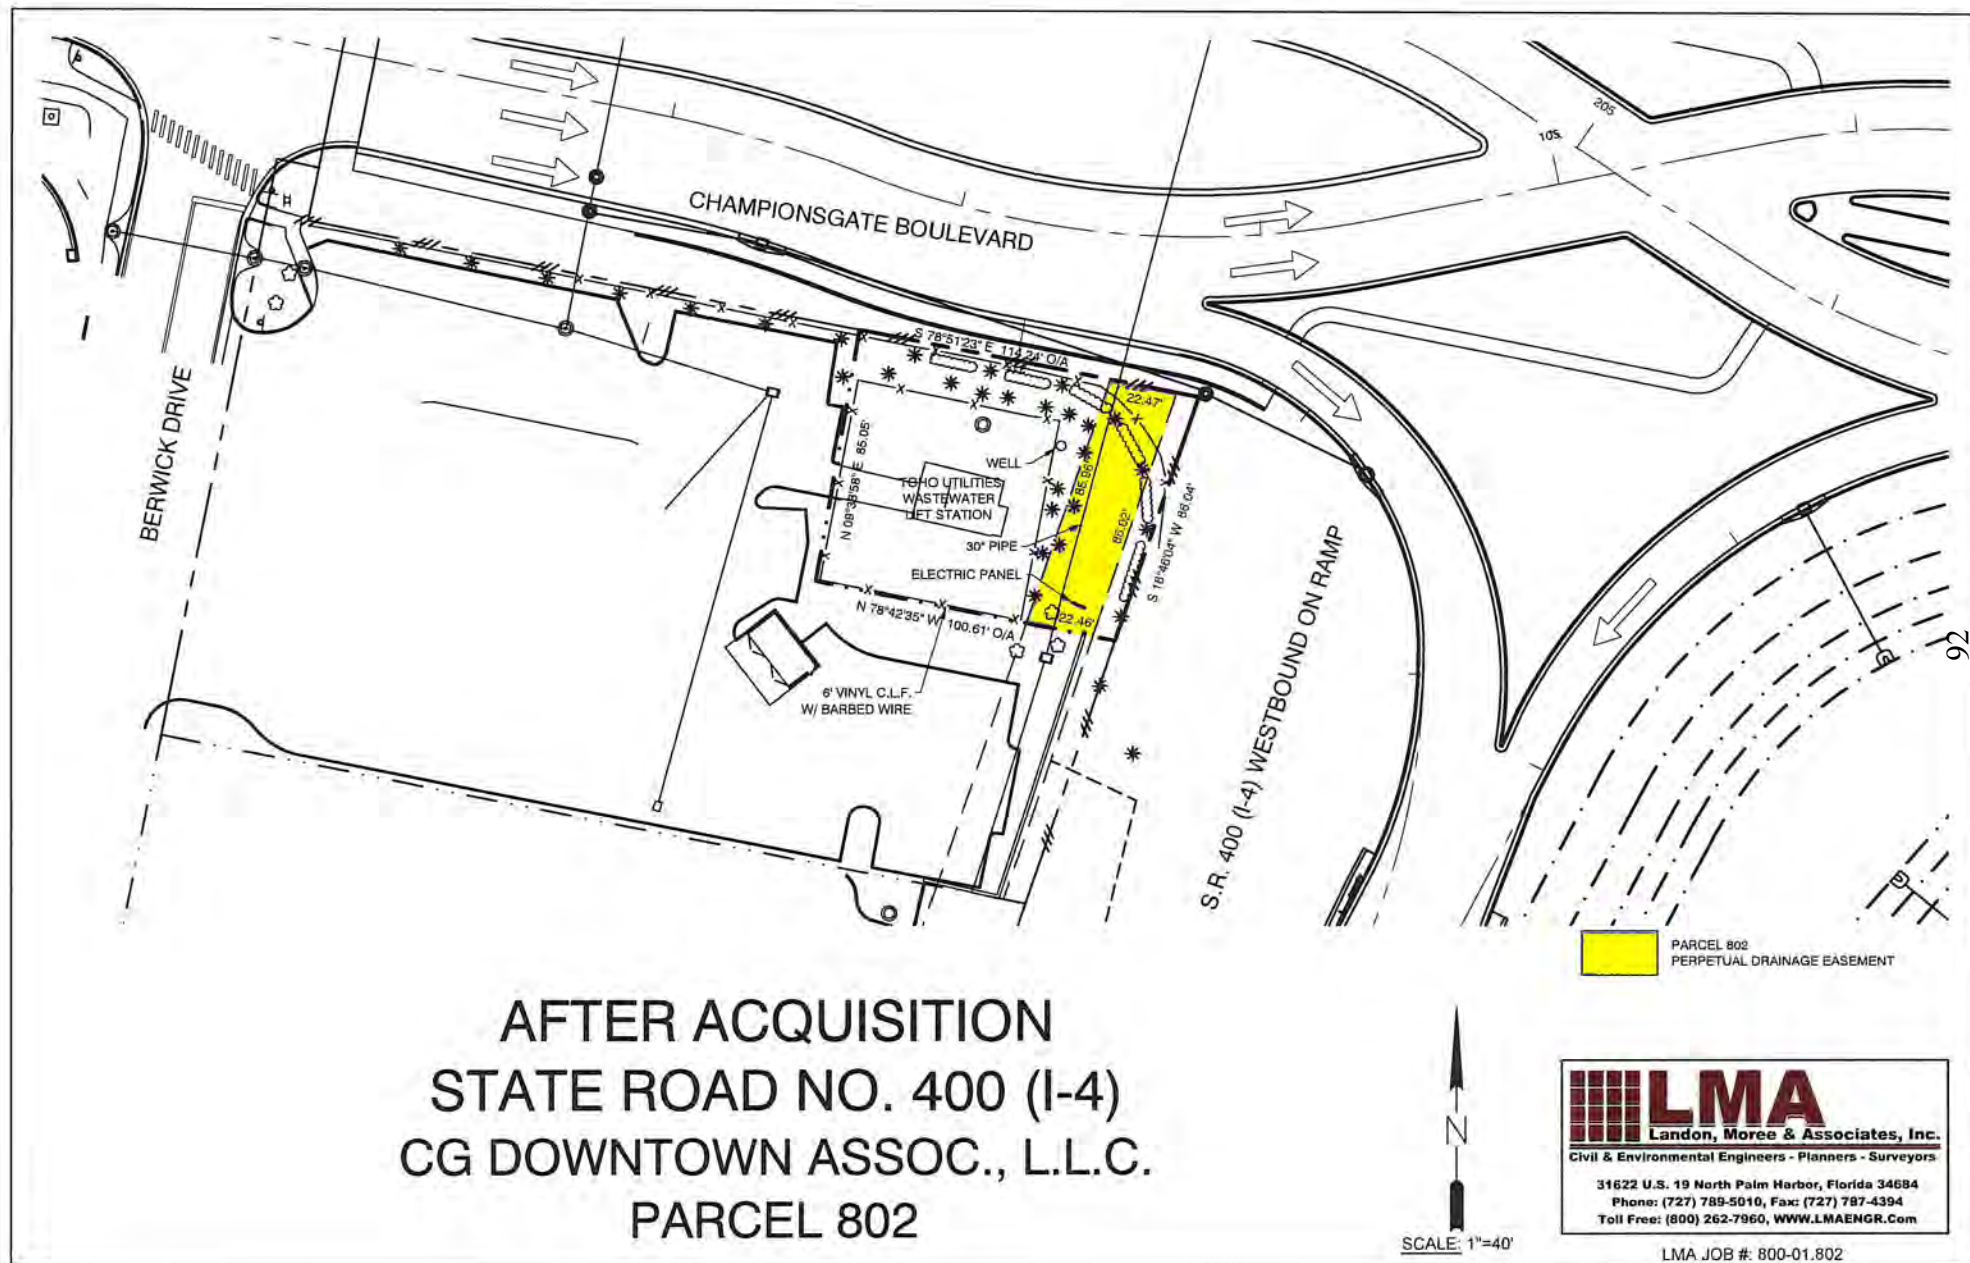 205
105
CHAMPIONSGATE BOULEVARD
BERWICK DRIVE
S 78°51'23" E 114.24' O/A
22.47'
N 09°38'58" E 85.05'
WELL
TOHO UTILITIES
WASTEWATER
LIFT STATION
85.96'
86.02'
S 18°46'04" W 86.04'
30" PIPE
ELECTRIC PANEL
22.46'
N 78°42'35" W 100.61' O/A
6' VINYL C.L.F.
W/ BARBED WIRE
S.R. 400 (I-4) WESTBOUND ON RAMP
92
PARCEL 802
PERPETUAL DRAINAGE EASEMENT
AFTER ACQUISITION
STATE ROAD NO. 400 (I-4)
CG DOWNTOWN ASSOC., L.L.C.
PARCEL 802
N
SCALE: 1"=40'
LMA
Landon, Moree & Associates, Inc.
Civil & Environmental Engineers - Planners - Surveyors
31622 U.S. 19 North Palm Harbor, Florida 34684
Phone: (727) 789-5010, Fax: (727) 787-4394
Toll Free: (800) 262-7960, WWW.LMAENGR.Com
LMA JOB #: 800-01.802